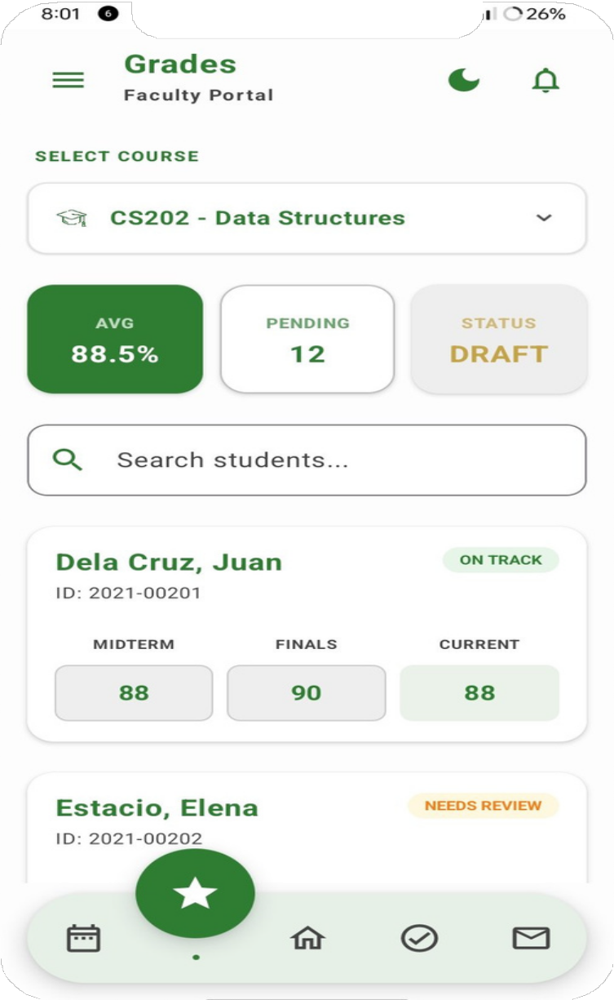 8:01 6 26%
Grades
Faculty Portal
SELECT COURSE
CS202 - Data Structures
AVG PENDING STATUS
88.5% 12 DRAFT
Search students...
Dela Cruz, Juan ON TRACK
ID: 2021-00201
MIDTERM FINALS CURRENT
88 90 88
Estacio, Elena NEEDS REVIEW
ID: 2021-00202